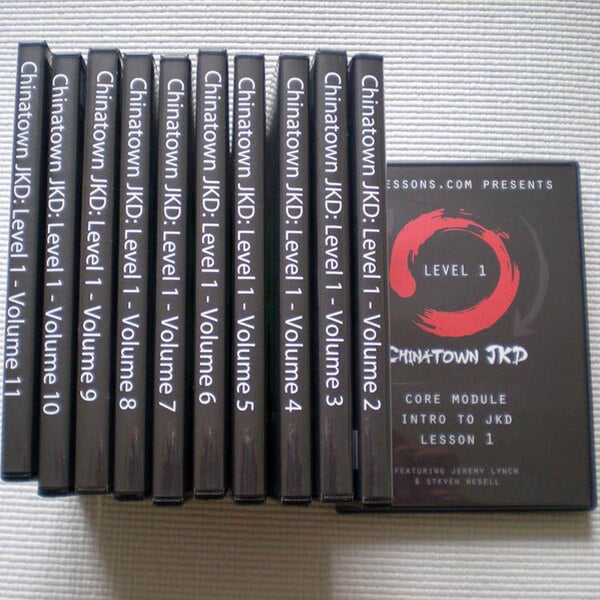 Chinatown JKD: Level 1 - Volume 11
Chinatown JKD: Level 1 - Volume 10
Chinatown JKD: Level 1 - Volume 9
Chinatown JKD: Level 1 - Volume 8
Chinatown JKD: Level 1 - Volume 7
Chinatown JKD: Level 1 - Volume 6
Chinatown JKD: Level 1 - Volume 5
Chinatown JKD: Level 1 - Volume 4
Chinatown JKD: Level 1 - Volume 3
Chinatown JKD: Level 1 - Volume 2
ESSONS.COM PRESENTS
LEVEL 1
CHINATOWN JKD
CORE MODULE
INTRO TO JKD
LESSON 1
FEATURING JEREMY LYNCH
& STEVEN RESELL